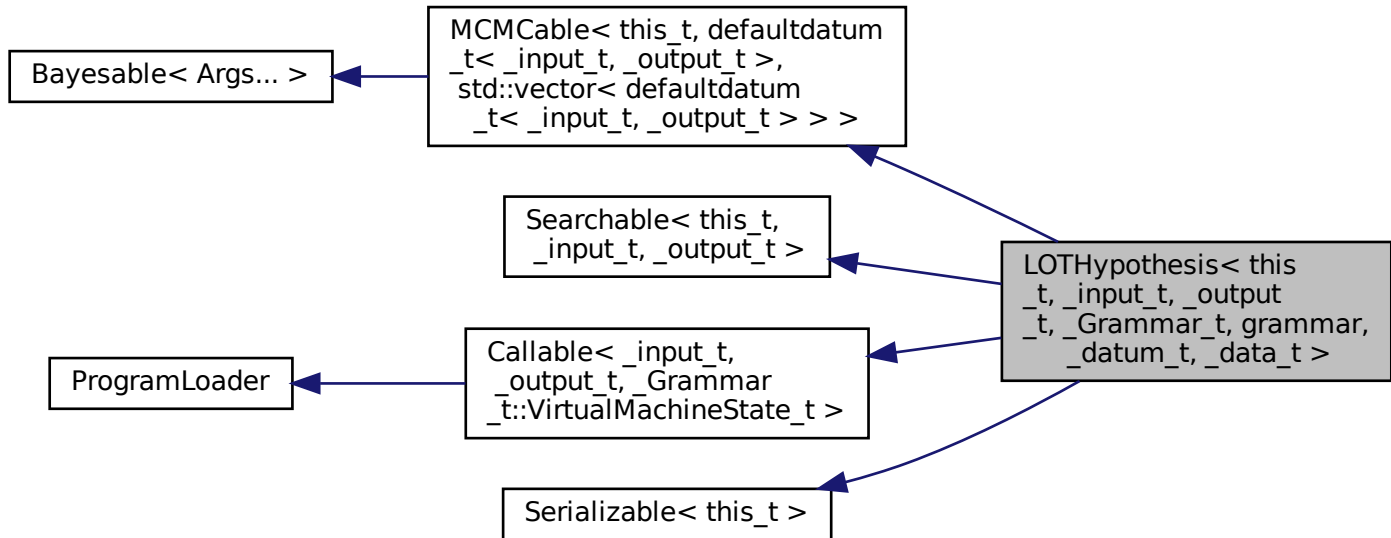 MCMCable< this_t, defaultdatum
_t< _input_t, _output_t >,
std::vector< defaultdatum
_t< _input_t, _output_t > > >
Bayesable< Args... >
Searchable< this_t,
_input_t, _output_t >
LOTHypothesis< this
_t, _input_t, _output
_t, _Grammar_t, grammar,
_datum_t, _data_t >
Callable< _input_t,
_output_t, _Grammar
_t::VirtualMachineState_t >
ProgramLoader
Serializable< this_t >